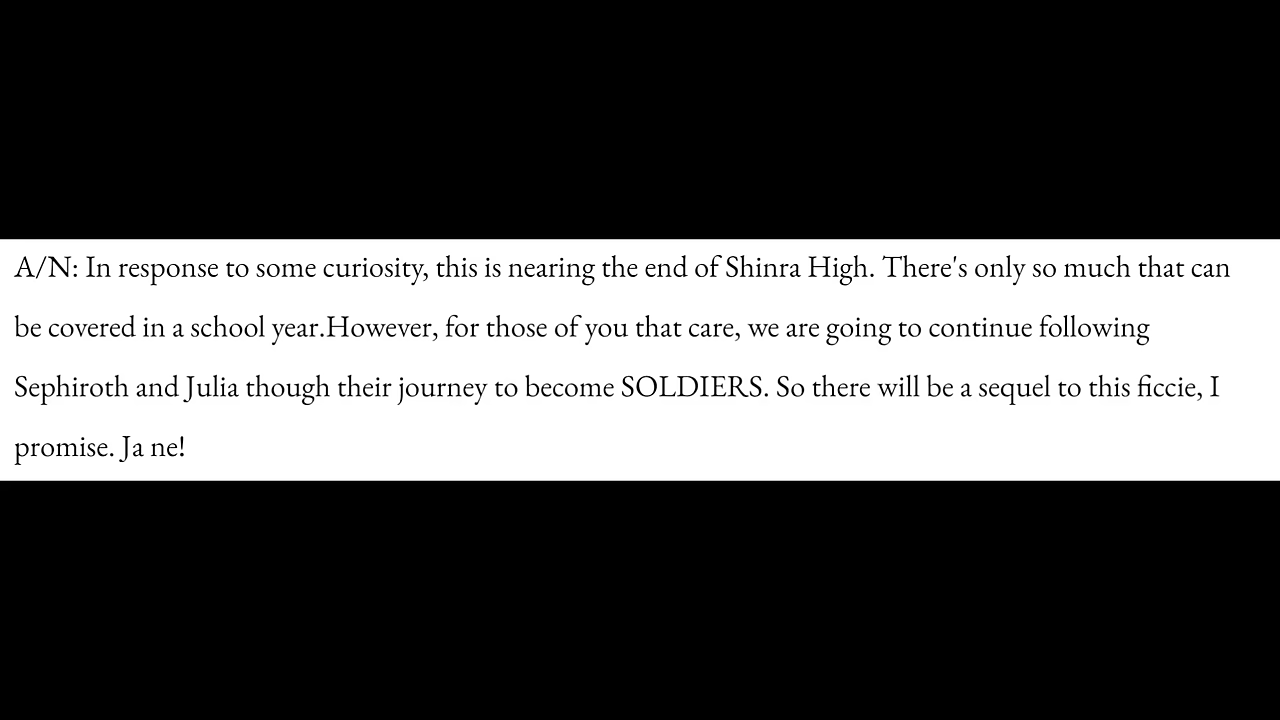 A/N: In response to some curiosity, this is nearing the end of Shinra High. There's only so much that can
be covered in a school year.However, for those of you that care, we are going to continue following
Sephiroth and Julia though their journey to become SOLDIERS. So there will be a sequel to this ficcie, I
promise. Ja ne!